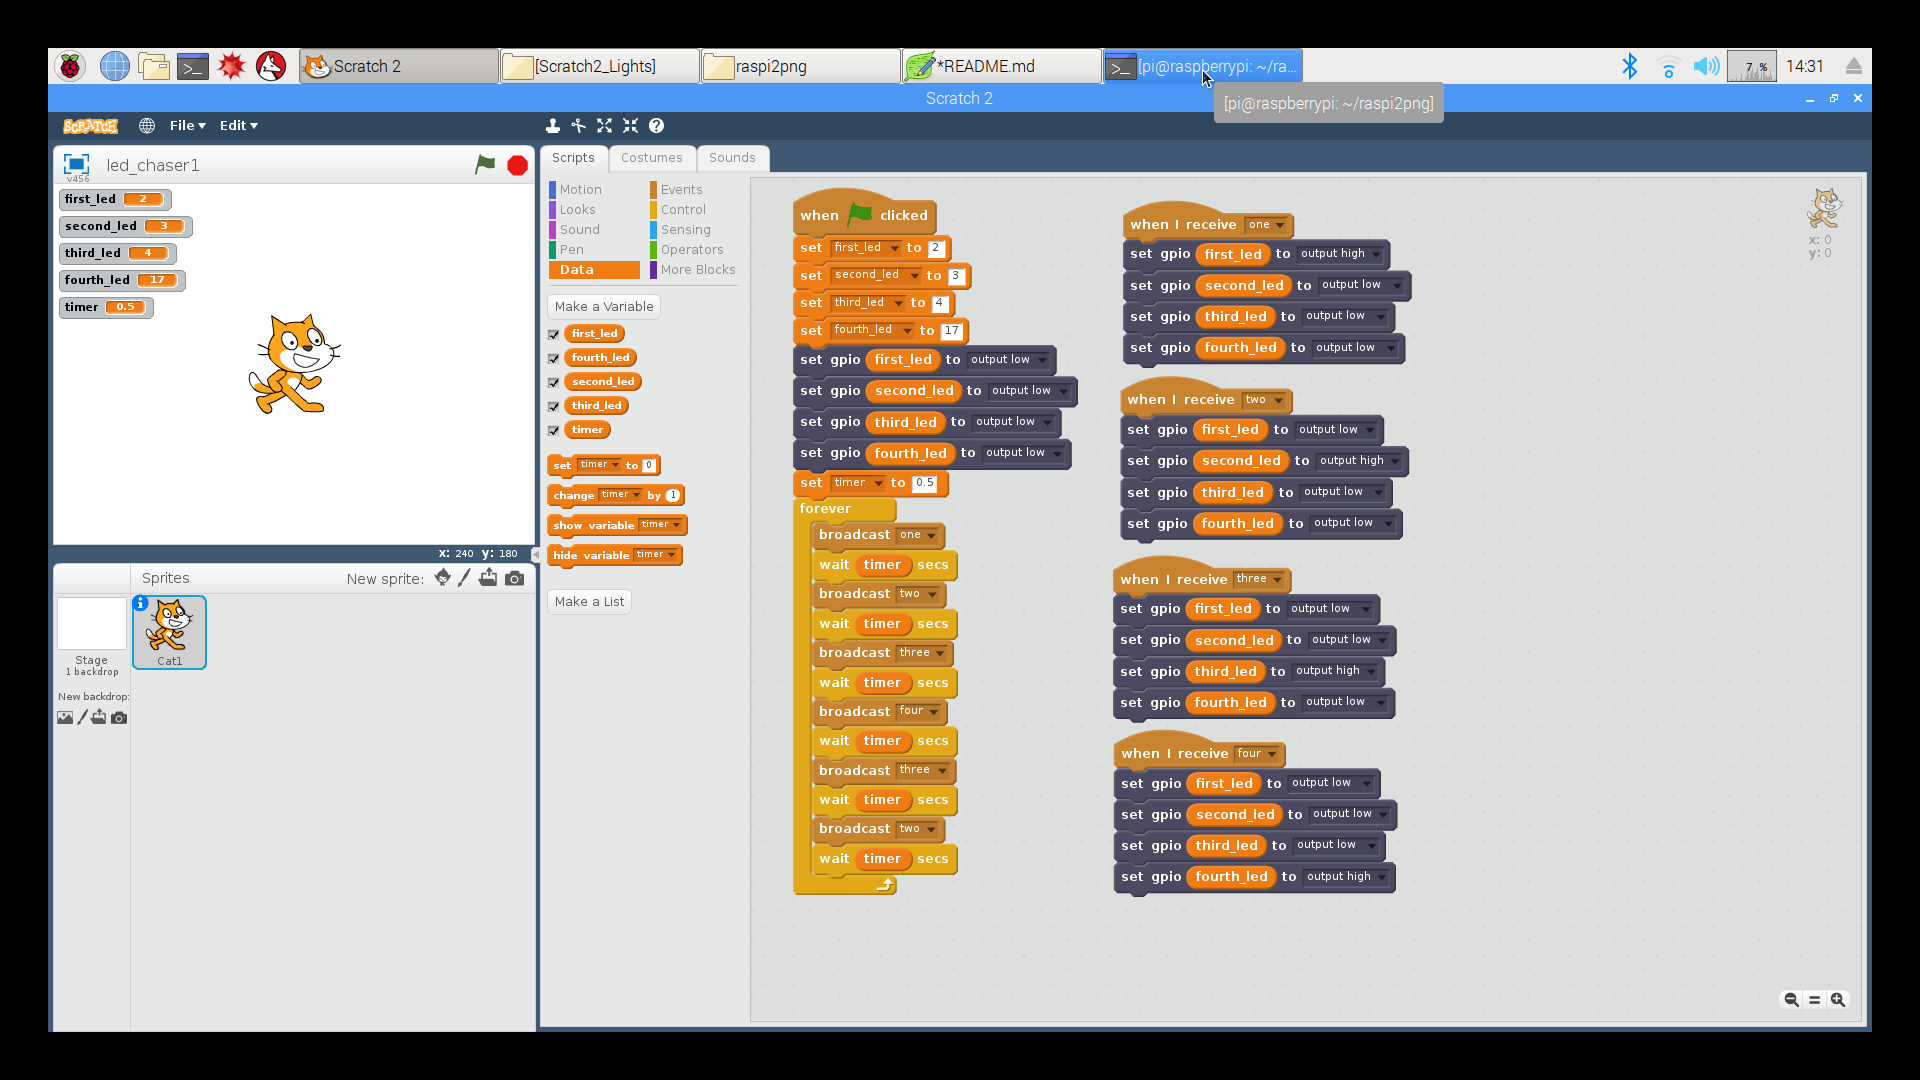 Scratch 2
[Scratch2_Lights]
raspi2png
*README.md
[pi@raspberrypi: ~/ra...
7 %
14:31
Scratch 2
[pi@raspberrypi: ~/raspi2png]
SCRATCH
File
Edit
v456
led_chaser1
first_led 2
second_led 3
third_led 4
fourth_led 17
timer 0.5
x: 240 y: 180
Sprites
New sprite:
Stage
1 backdrop
New backdrop:
Cat1
Scripts
Costumes
Sounds
Motion
Looks
Sound
Pen
Data
Events
Control
Sensing
Operators
More Blocks
Make a Variable
first_led
fourth_led
second_led
third_led
timer
set timer to 0
change timer by 1
show variable timer
hide variable timer
Make a List
when clicked
set first_led to 2
set second_led to 3
set third_led to 4
set fourth_led to 17
set gpio first_led to output low
set gpio second_led to output low
set gpio third_led to output low
set gpio fourth_led to output low
set timer to 0.5
forever
broadcast one
wait timer secs
broadcast two
wait timer secs
broadcast three
wait timer secs
broadcast four
wait timer secs
broadcast three
wait timer secs
broadcast two
wait timer secs
when I receive one
set gpio first_led to output high
set gpio second_led to output low
set gpio third_led to output low
set gpio fourth_led to output low
when I receive two
set gpio first_led to output low
set gpio second_led to output high
set gpio third_led to output low
set gpio fourth_led to output low
when I receive three
set gpio first_led to output low
set gpio second_led to output low
set gpio third_led to output high
set gpio fourth_led to output low
when I receive four
set gpio first_led to output low
set gpio second_led to output low
set gpio third_led to output low
set gpio fourth_led to output high
x: 0
y: 0